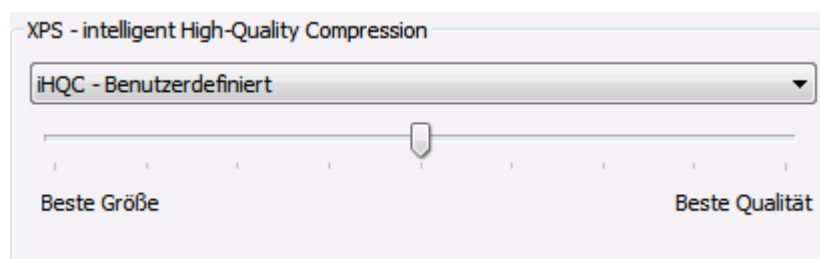 XPS - intelligent High-Quality Compression
iHQC - Benutzerdefiniert
Beste Größe Beste Qualität